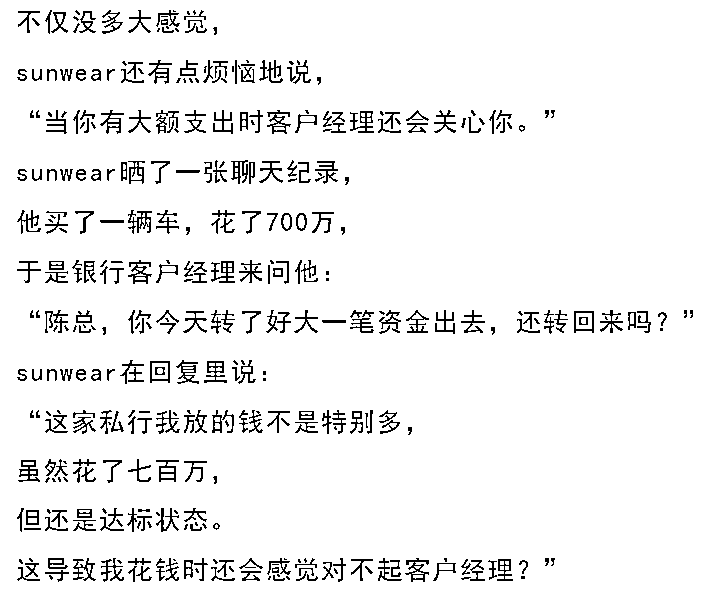 不仅没多大感觉，
sunwear还有点烦恼地说，
“当你有大额支出时客户经理还会关心你。”
sunwear晒了一张聊天纪录，
他买了一辆车，花了700万，
于是银行客户经理来问他：
“陈总，你今天转了好大一笔资金出去，还转回来吗？”
sunwear在回复里说：
“这家私行我放的钱不是特别多，
虽然花了七百万，
但还是达标状态。
这导致我花钱时还会感觉对不起客户经理？”